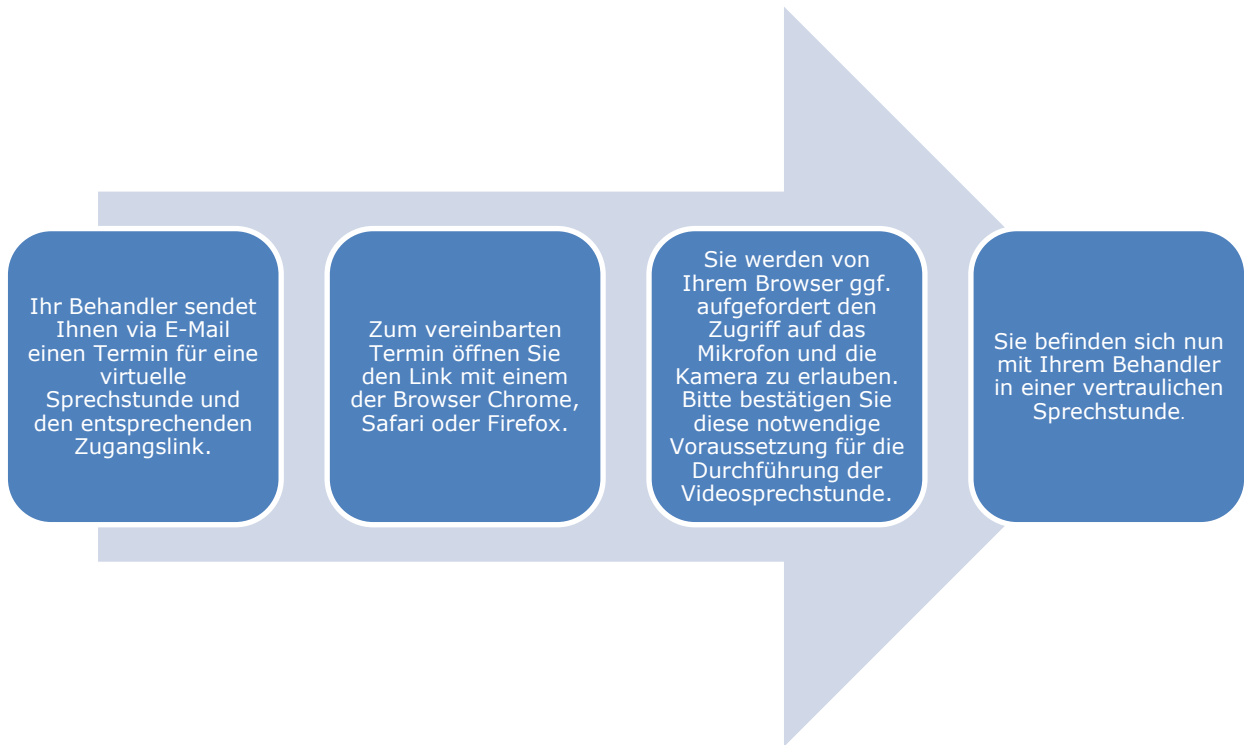 Ihr Behandler sendet
Ihnen via E-Mail
einen Termin für eine
virtuelle
Sprechstunde und
den entsprechenden
Zugangslink.
Zum vereinbarten
Termin öffnen Sie
den Link mit einem
der Browser Chrome,
Safari oder Firefox.
Sie werden von
Ihrem Browser ggf.
aufgefordert den
Zugriff auf das
Mikrofon und die
Kamera zu erlauben.
Bitte bestätigen Sie
diese notwendige
Voraussetzung für die
Durchführung der
Videosprechstunde.
Sie befinden sich nun
mit Ihrem Behandler
in einer vertraulichen
Sprechstunde.